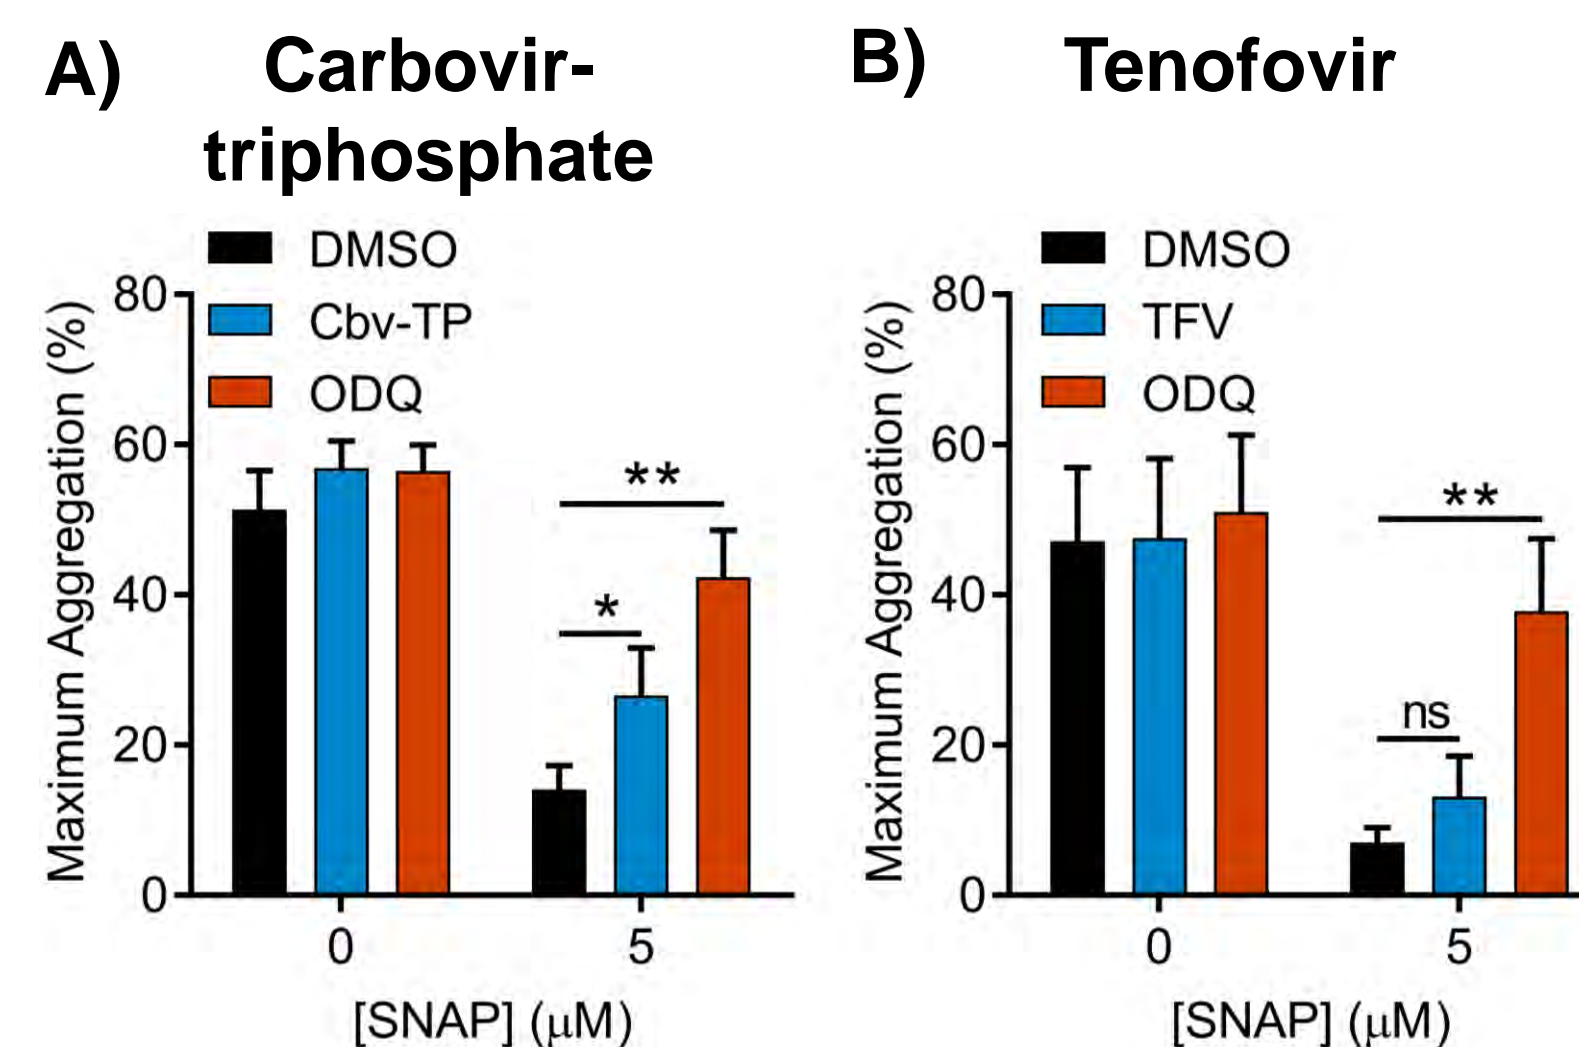 A)
Carbovir-
triphosphate
DMSO
Cbv-TP
ODQ
Maximum Aggregation (%)
80
60
40
20
0
**
*
0
5
[SNAP] (μM)
B)
Tenofovir
DMSO
TFV
ODQ
Maximum Aggregation (%)
80
60
40
20
0
**
ns
0
5
[SNAP] (μM)